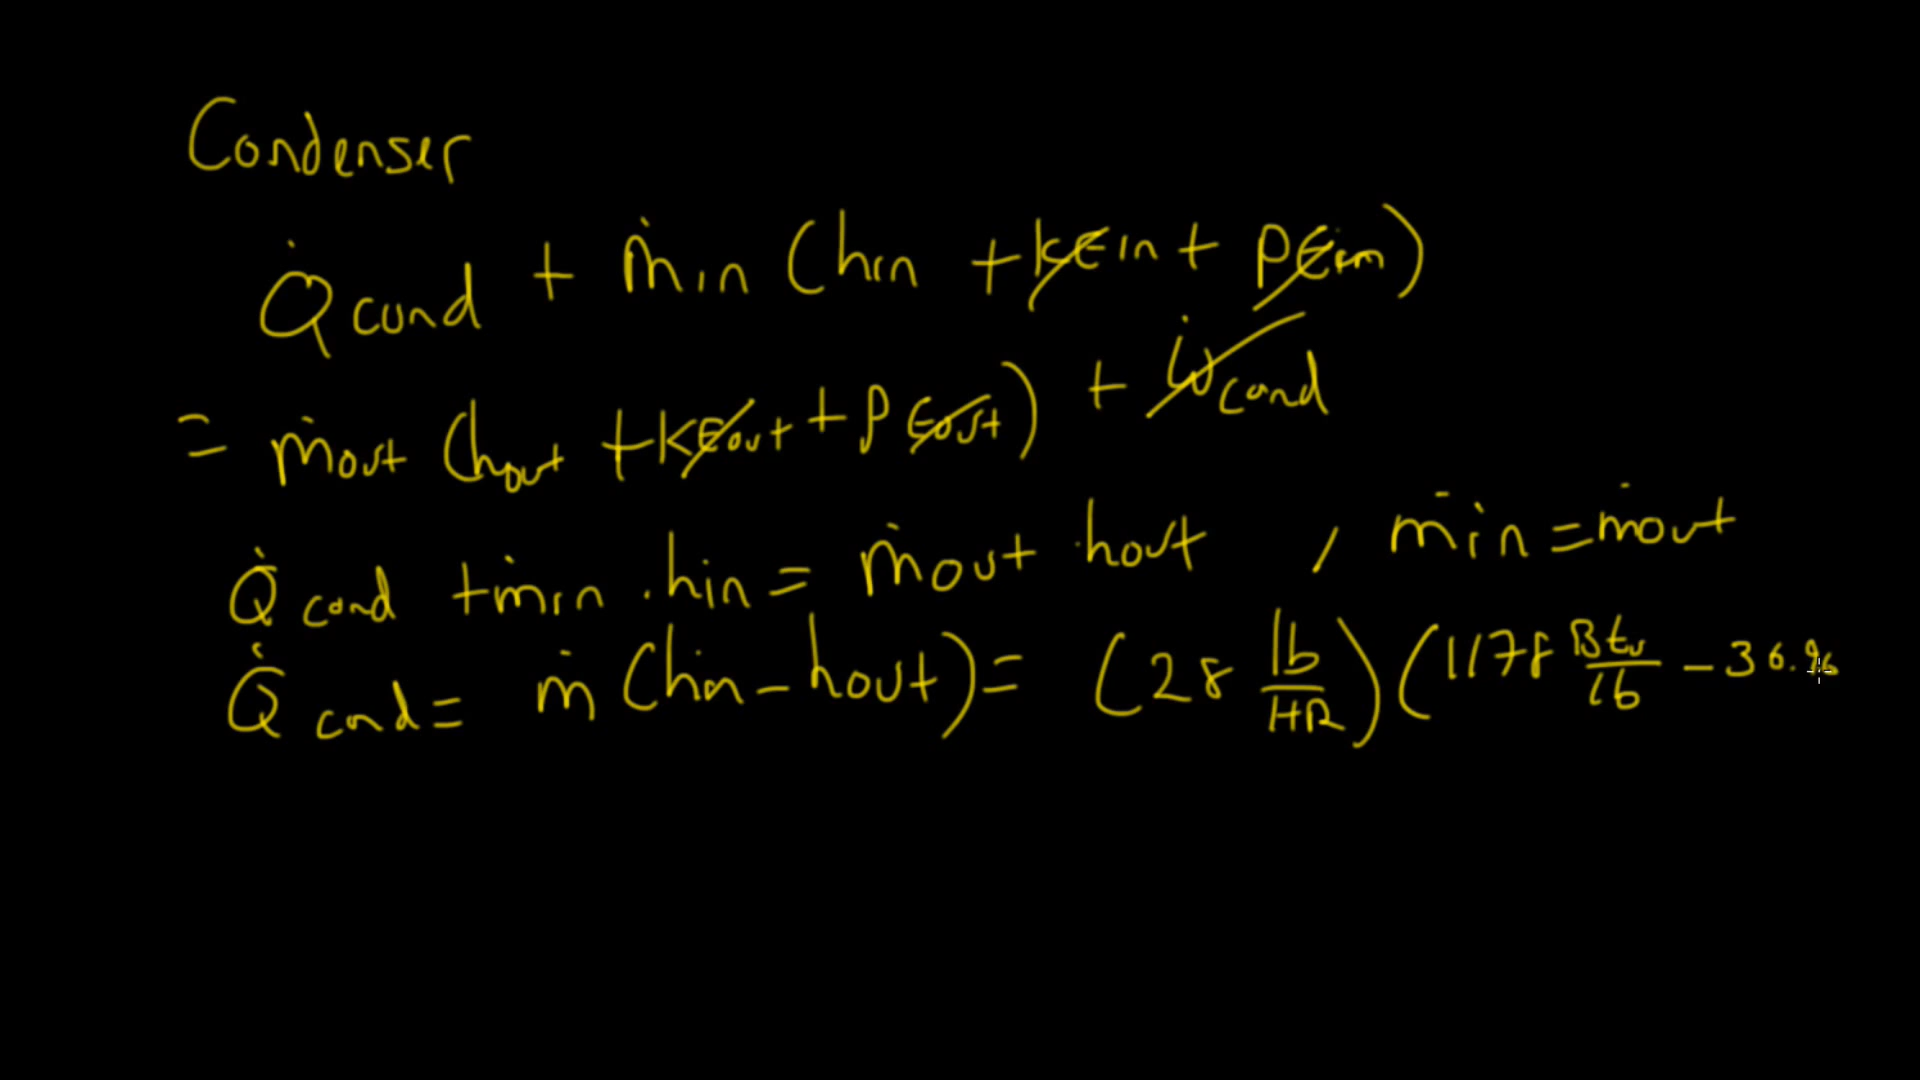 Condenser
Q̇cond + ṁin (hin + KEin + PEin)
= ṁout (hout + KEout + PEout) + Ẇcond
Q̇cond + ṁin . hin = ṁout . hout , ṁin = ṁout
Q̇cond = ṁ (hin - hout) = (28 lb/HR) (1178 Btu/lb - 36.